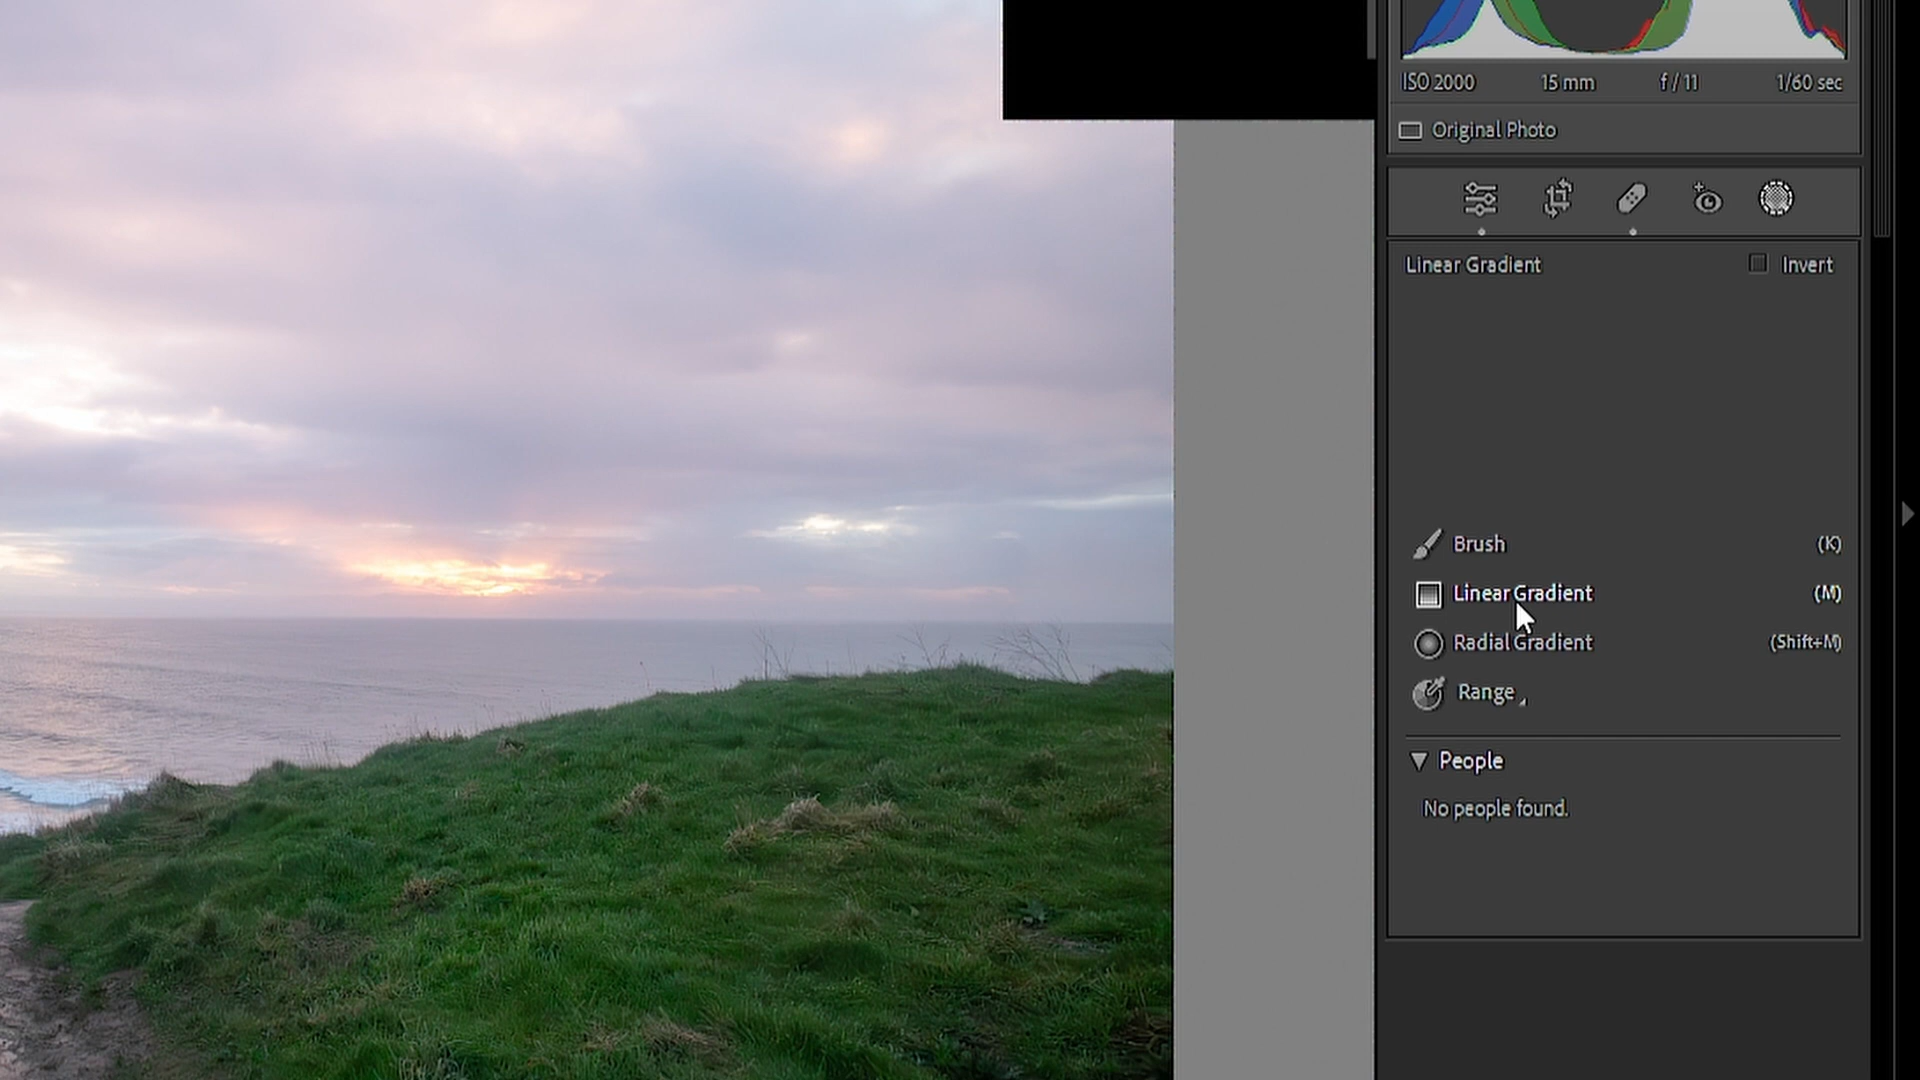 ISO 2000 15 mm f / 11 1/60 sec
Original Photo
Linear Gradient Invert
Brush (K)
Linear Gradient (M)
Radial Gradient (Shift+M)
Range
People
No people found.